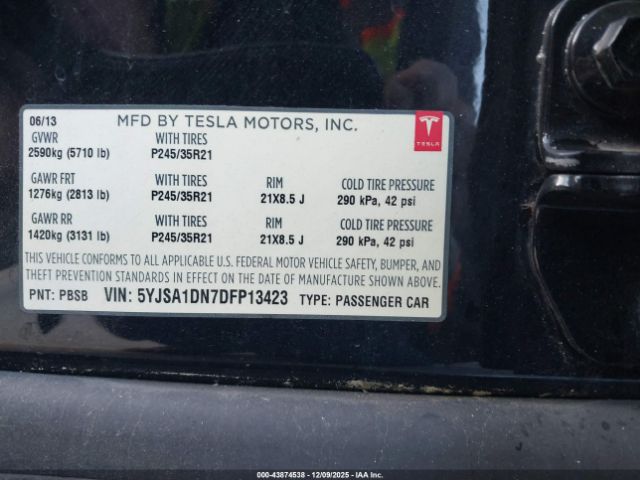 06/13 MFD BY TESLA MOTORS, INC.
GVWR WITH TIRES
2590kg (5710 lb) P245/35R21
TESLA
GAWR FRT WITH TIRES RIM COLD TIRE PRESSURE
1276kg (2813 lb) P245/35R21 21X8.5 J 290 kPa, 42 psi
GAWR RR WITH TIRES RIM COLD TIRE PRESSURE
1420kg (3131 lb) P245/35R21 21X8.5 J 290 kPa, 42 psi
THIS VEHICLE CONFORMS TO ALL APPLICABLE U.S. FEDERAL MOTOR VEHICLE SAFETY, BUMPER, AND
THEFT PREVENTION STANDARDS IN EFFECT ON THE DATE OF MANUFACTURE SHOWN ABOVE.
PNT: PBSB VIN: 5YJSA1DN7DFP13423 TYPE: PASSENGER CAR
000-43874538 - 12/09/2025 - IAA Inc.